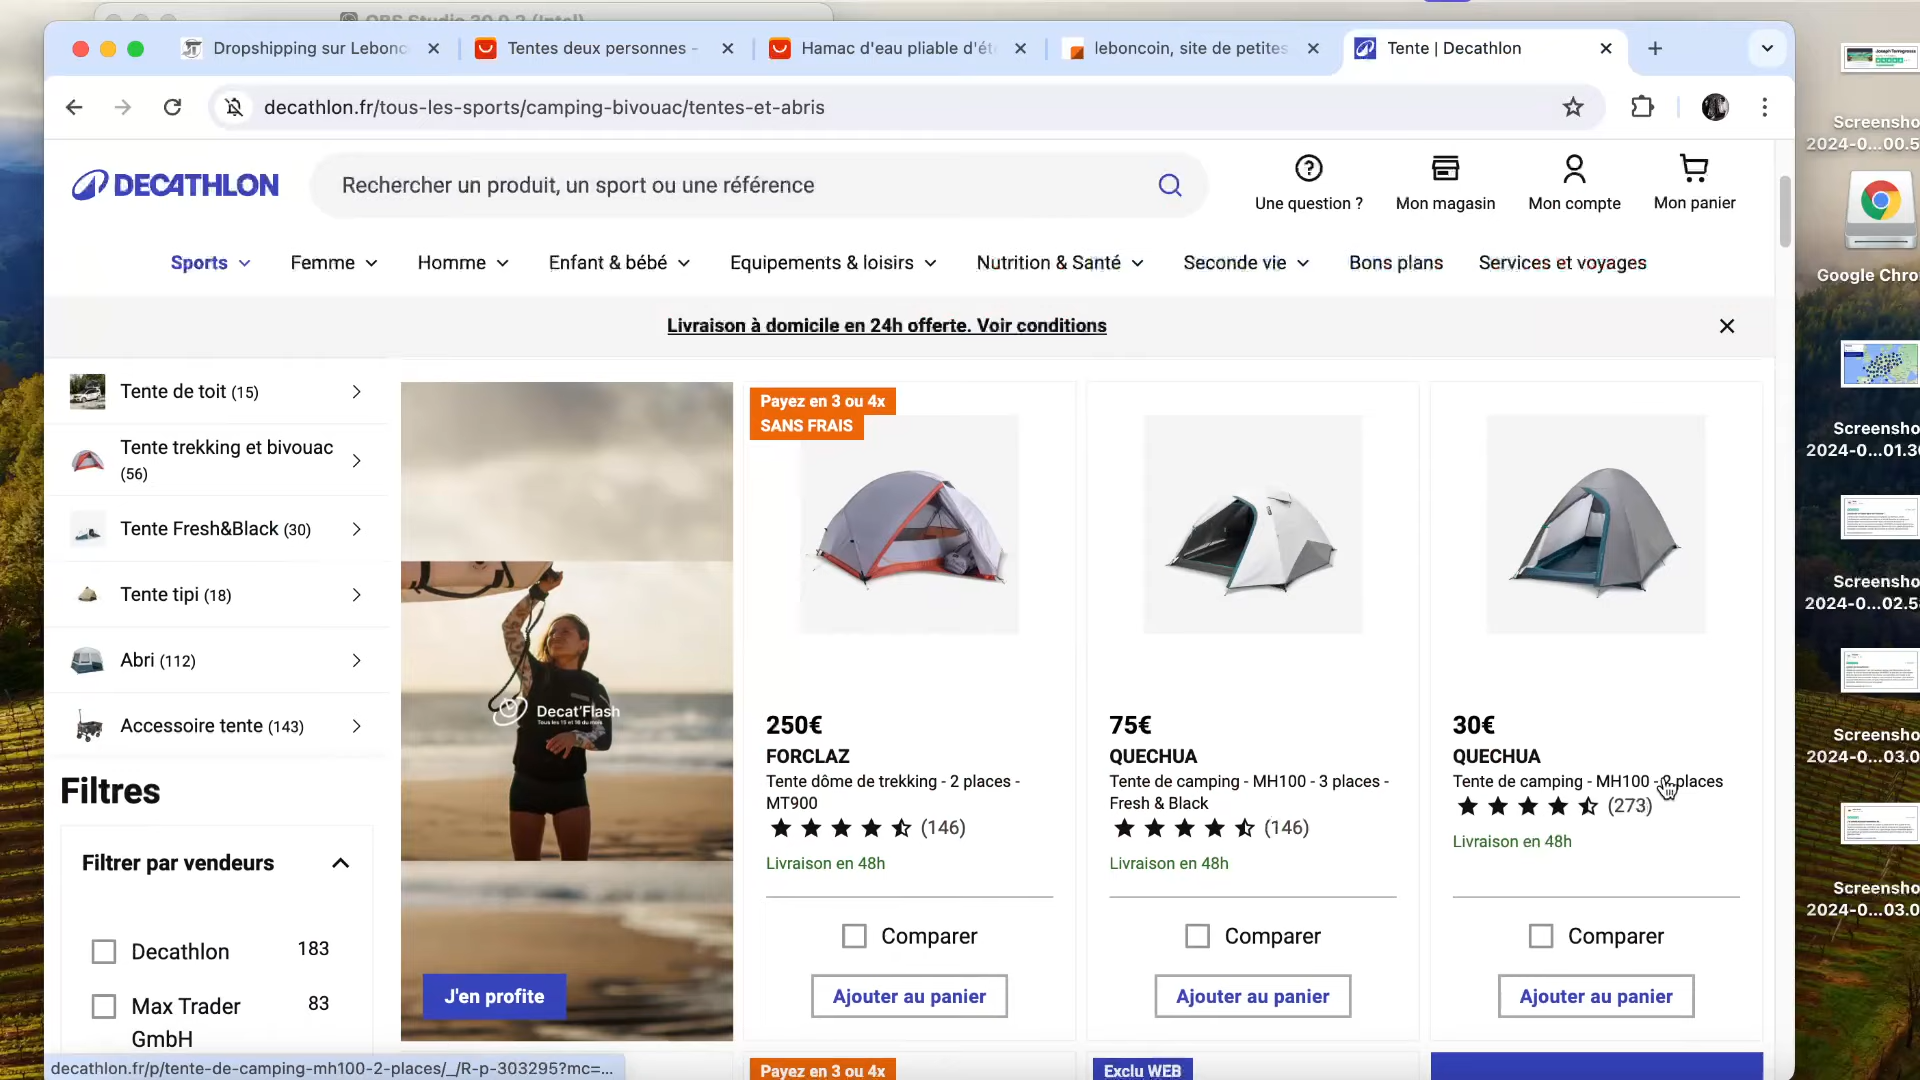 OBS Studio 30.0.2 (Intel)
Dropshipping sur Lebonc
Tentes deux personnes -
Hamac d'eau pliable d'ét
leboncoin, site de petites
Tente | Decathlon
decathlon.fr/tous-les-sports/camping-bivouac/tentes-et-abris
DECATHLON
Rechercher un produit, un sport ou une référence
Une question ?
Mon magasin
Mon compte
Mon panier
Sports
Femme
Homme
Enfant & bébé
Equipements & loisirs
Nutrition & Santé
Seconde vie
Bons plans
Services et voyages
Livraison à domicile en 24h offerte. Voir conditions
Tente de toit (15)
Tente trekking et bivouac
(56)
Tente Fresh&Black (30)
Tente tipi (18)
Abri (112)
Accessoire tente (143)
Filtres
Filtrer par vendeurs
Decathlon 183
Max Trader 83
GmbH
Decat'Flash
J'en profite
Payez en 3 ou 4x
SANS FRAIS
250€
FORCLAZ
Tente dôme de trekking - 2 places -
MT900
(146)
Livraison en 48h
Comparer
Ajouter au panier
75€
QUECHUA
Tente de camping - MH100 - 3 places -
Fresh & Black
(146)
Livraison en 48h
Comparer
Ajouter au panier
30€
QUECHUA
Tente de camping - MH100 - 2 places
(273)
Livraison en 48h
Comparer
Ajouter au panier
Payez en 3 ou 4x
Exclu WEB
decathlon.fr/p/tente-de-camping-mh100-2-places/_/R-p-303295?mc=...
Screensho
2024-0...00.5
Google Chro
Screensho
2024-0...01.3
Screensho
2024-0...02.5
Screensho
2024-0...03.0
Screensho
2024-0...03.0